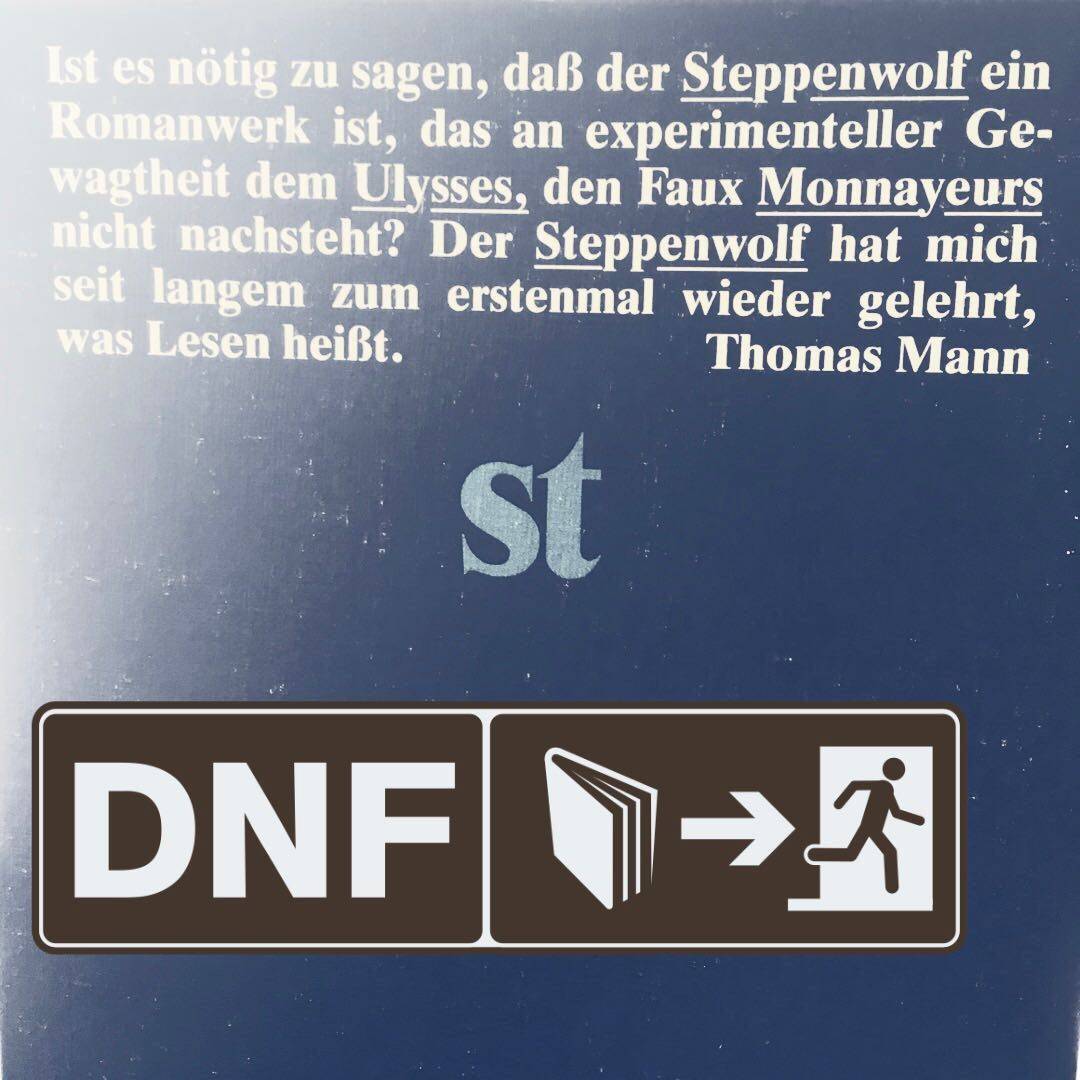 Ist es nötig zu sagen, daß der Steppenwolf ein
Romanwerk ist, das an experimenteller Ge-
wagtheit dem Ulysses, den Faux Monnayeurs
nicht nachsteht? Der Steppenwolf hat mich
seit langem zum erstenmal wieder gelehrt,
was Lesen heißt. Thomas Mann
st
DNF